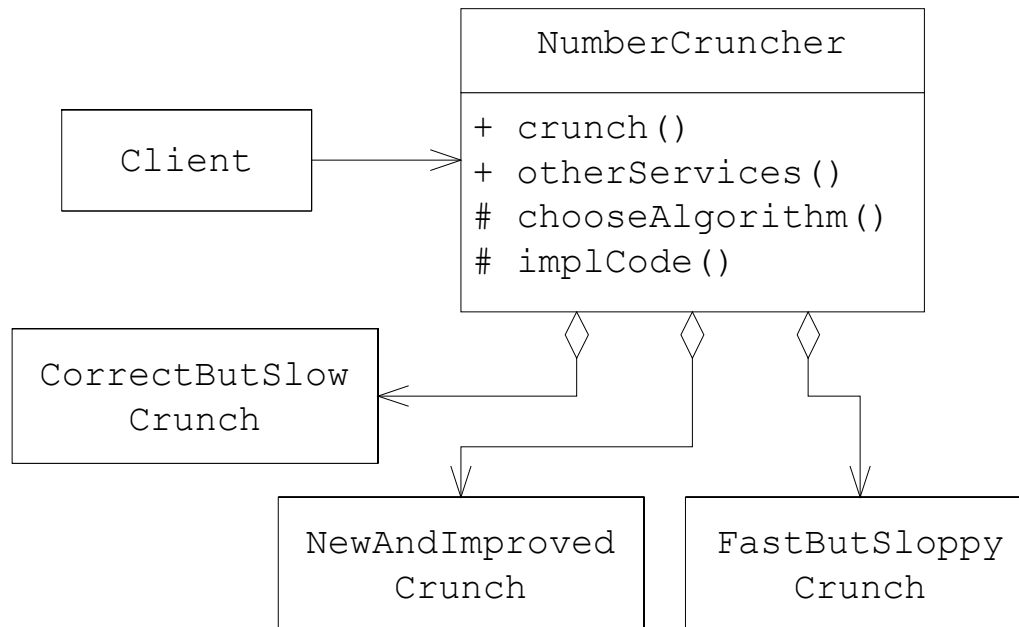 NumberCruncher
+ crunch()
+ otherServices()
# chooseAlgorithm()
# implCode()
Client
CorrectButSlow
Crunch
NewAndImproved
Crunch
FastButSloppy
Crunch